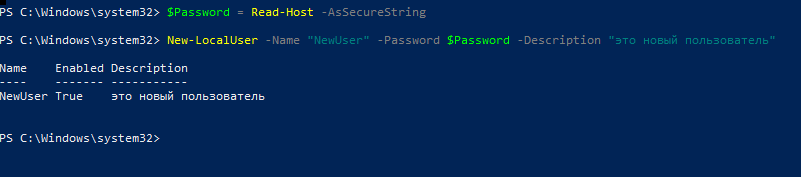 PS C:\Windows\system32> $Password = Read-Host -AsSecureString
PS C:\Windows\system32> New-LocalUser -Name "NewUser" -Password $Password -Description "это новый пользователь"
Name    Enabled Description
----    ------- -----------
NewUser True    это новый пользователь
PS C:\Windows\system32>